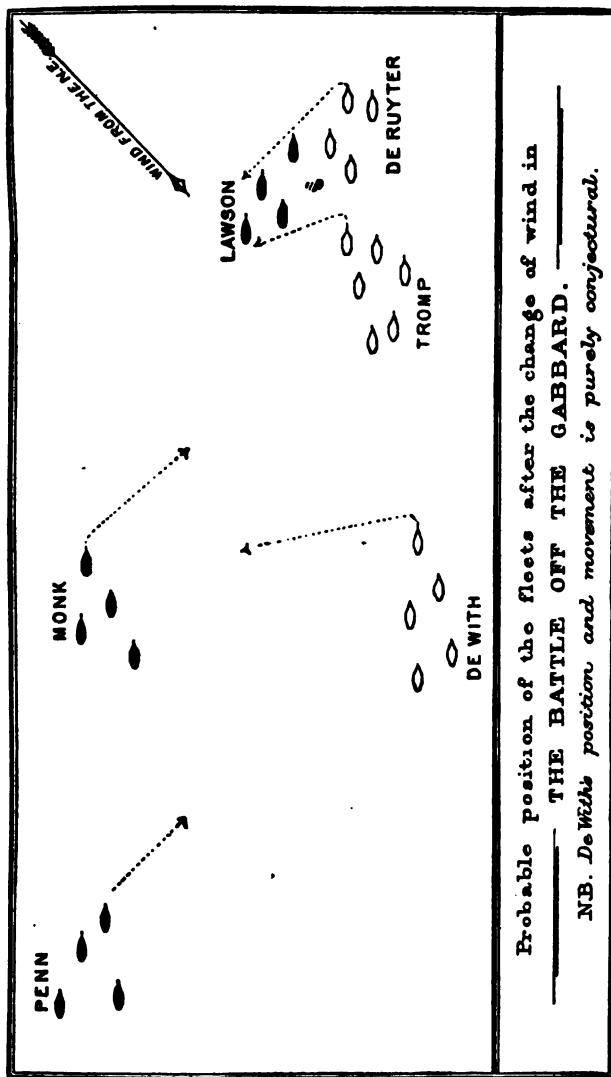 WIND FROM THE N.E.
PENN
MONK
LAWSON
DE RUYTER
TROMP
DE WITH
Probable position of the fleets after the change of wind in
THE BATTLE OFF THE GABBARD.
NB. De With's position and movement is purely conjectural.